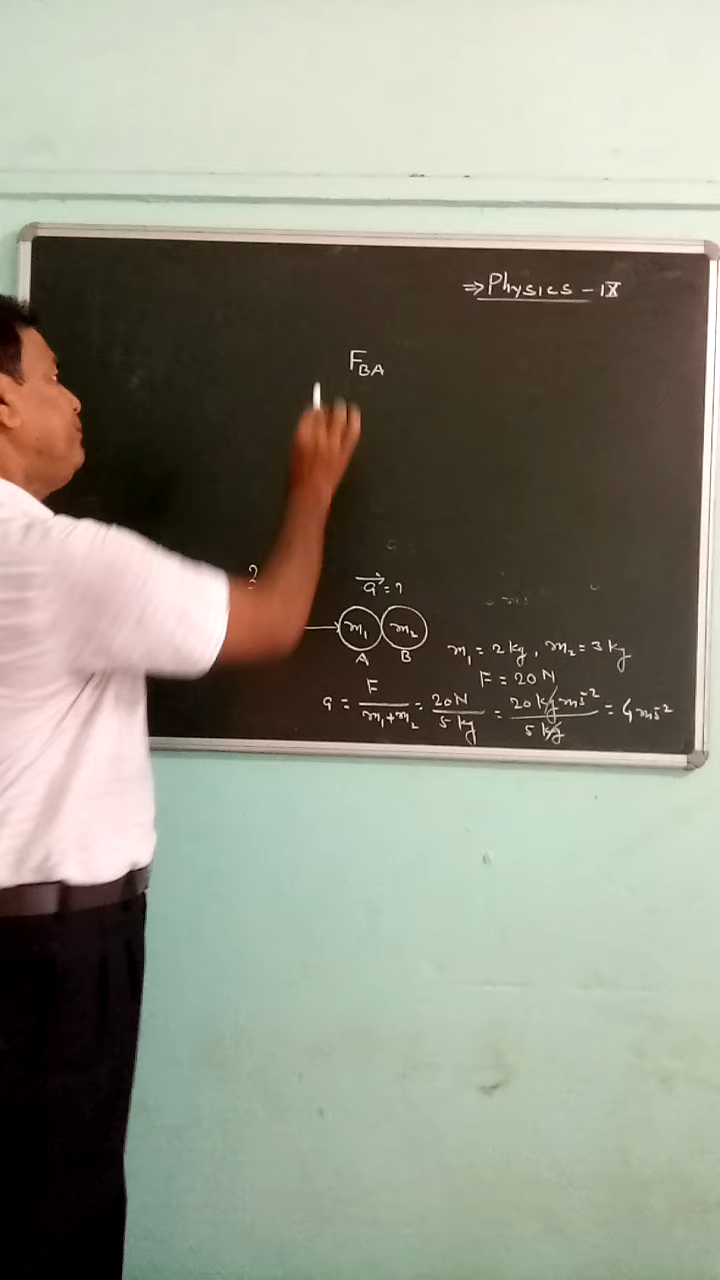 ⇒ Physics - IX
F_BA
?
a⃗ = ?
m₁ m₂
A B
m₁ = 2 kg, m₂ = 3 kg
F = 20 N
a = F/(m₁+m₂) = 20N/5 kg = 20 kg ms⁻²/5 kg = 4 ms⁻²